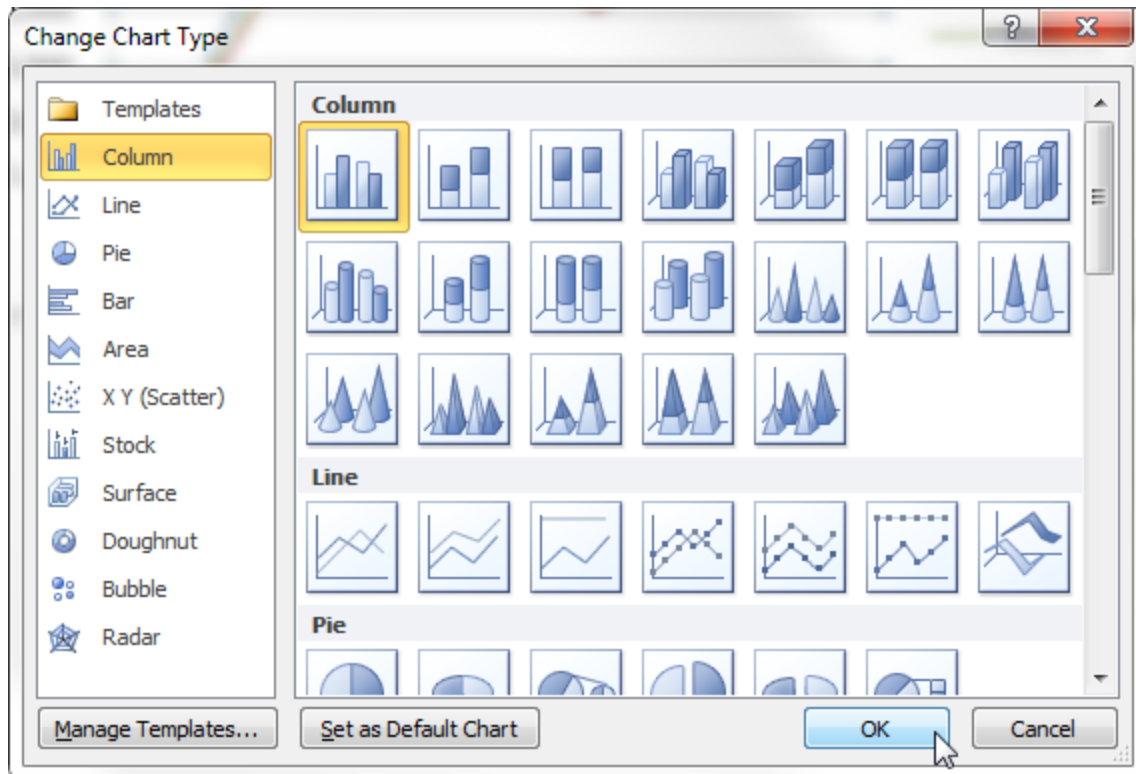 Change Chart Type
?
X
Templates
Column
Line
Pie
Bar
Area
X Y (Scatter)
Stock
Surface
Doughnut
Bubble
Radar
Column
Line
Pie
Manage Templates...
Set as Default Chart
OK
Cancel